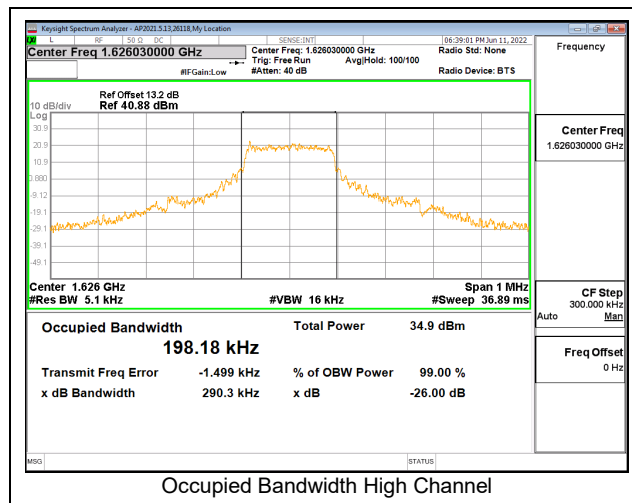 Keysight Spectrum Analyzer - AP2021.5.13,26118,My Location
LXI L RF 50 Ω DC SENSE:INT 06:39:01 PM Jun 11, 2022
Center Freq 1.626030000 GHz
Center Freq: 1.626030000 GHz Radio Std: None
Trig: Free Run Avg|Hold: 100/100
#IFGain:Low #Atten: 40 dB Radio Device: BTS
Frequency
Ref Offset 13.2 dB
10 dB/div Ref 40.88 dBm
Log
30.9
20.9
10.9
0.880
-9.12
-19.1
-29.1
-39.1
-49.1
Center Freq
1.626030000 GHz
Center 1.626 GHz Span 1 MHz
#Res BW 5.1 kHz #VBW 16 kHz #Sweep 36.89 ms
CF Step
300.000 kHz
Auto Man
Occupied Bandwidth Total Power 34.9 dBm
198.18 kHz
Transmit Freq Error -1.499 kHz % of OBW Power 99.00 %
x dB Bandwidth 290.3 kHz x dB -26.00 dB
Freq Offset
0 Hz
MSG STATUS
Occupied Bandwidth High Channel